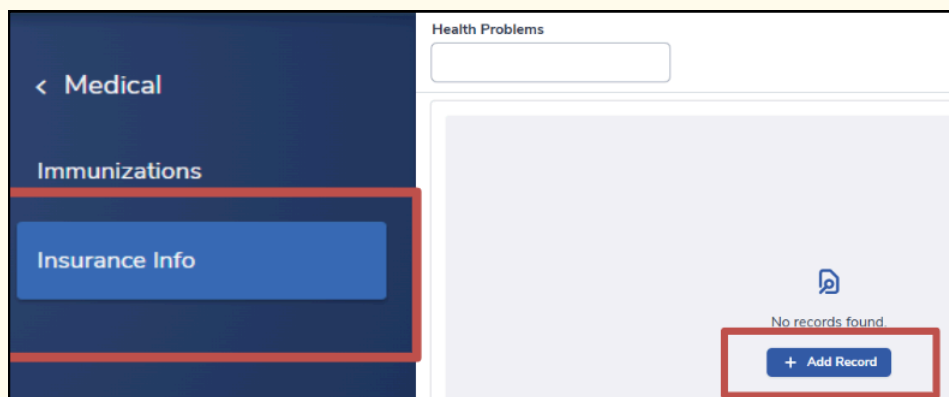 < Medical
Immunizations
Insurance Info
Health Problems
No records found.
+ Add Record